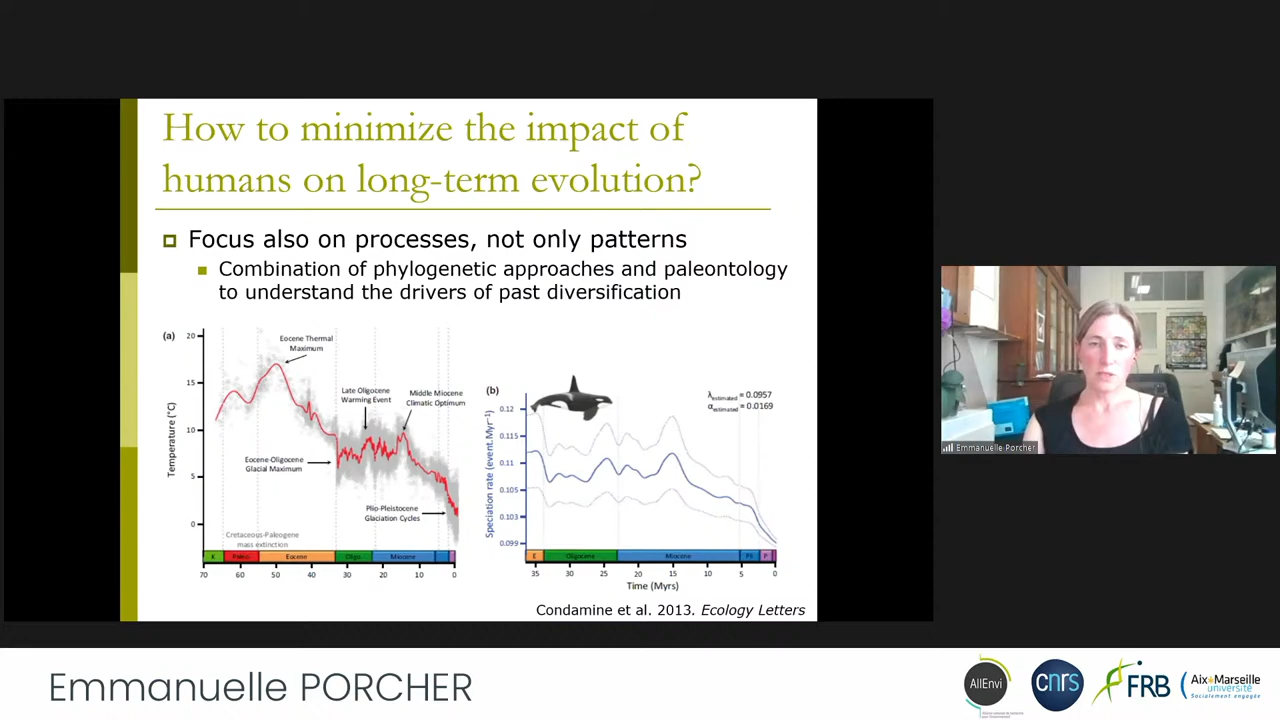 How to minimize the impact of
humans on long-term evolution?
Focus also on processes, not only patterns
Combination of phylogenetic approaches and paleontology
to understand the drivers of past diversification
(a)
20
15
10
5
0
Temperature (°C)
Eocene Thermal
Maximum
Late Oligocene
Warming Event
Middle Miocene
Climatic Optimum
Eocene-Oligocene
Glacial Maximum
Plio-Pleistocene
Glaciation Cycles
Cretaceous-Paleogene
mass extinction
K
Paleo.
Eocene
Oligo.
Miocene
70 60 50 40 30 20 10 0
(b)
λestimated = 0.0957
αestimated = 0.0169
0.12
0.115
0.11
0.105
0.103
0.099
Speciation rate (event.Myr⁻¹)
E
Oligocene
Miocene
Pli
P
35 30 25 20 15 10 5 0
Time (Myrs)
Condamine et al. 2013. Ecology Letters
Emmanuelle Porcher
Emmanuelle PORCHER
AllEnvi
cnrs
FRB
Aix*Marseille
université
Socialement engagée